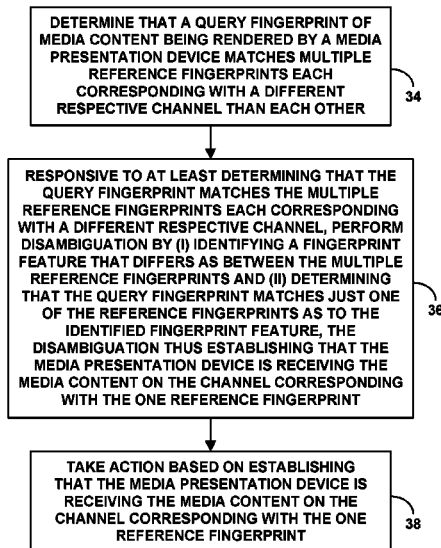 DETERMINE THAT A QUERY FINGERPRINT OF
MEDIA CONTENT BEING RENDERED BY A MEDIA
PRESENTATION DEVICE MATCHES MULTIPLE
REFERENCE FINGERPRINTS EACH
CORRESPONDING WITH A DIFFERENT
RESPECTIVE CHANNEL THAN EACH OTHER
34
RESPONSIVE TO AT LEAST DETERMINING THAT THE
QUERY FINGERPRINT MATCHES THE MULTIPLE
REFERENCE FINGERPRINTS EACH CORRESPONDING
WITH A DIFFERENT RESPECTIVE CHANNEL, PERFORM
DISAMBIGUATION BY (I) IDENTIFYING A FINGERPRINT
FEATURE THAT DIFFERS AS BETWEEN THE MULTIPLE
REFERENCE FINGERPRINTS AND (II) DETERMINING
THAT THE QUERY FINGERPRINT MATCHES JUST ONE
OF THE REFERENCE FINGERPRINTS AS TO THE
IDENTIFIED FINGERPRINT FEATURE, THE
DISAMBIGUATION THUS ESTABLISHING THAT THE
MEDIA PRESENTATION DEVICE IS RECEIVING THE
MEDIA CONTENT ON THE CHANNEL CORRESPONDING
WITH THE ONE REFERENCE FINGERPRINT
36
TAKE ACTION BASED ON ESTABLISHING
THAT THE MEDIA PRESENTATION DEVICE IS
RECEIVING THE MEDIA CONTENT ON THE
CHANNEL CORRESPONDING WITH THE ONE
REFERENCE FINGERPRINT
38